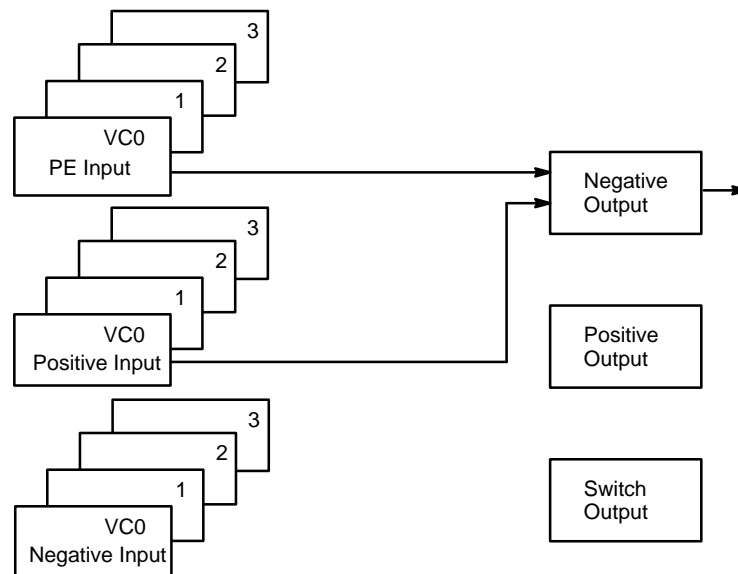 3
2
1
VC0
PE Input
Negative
Output
3
2
1
VC0
Positive Input
Positive
Output
3
2
1
VC0
Negative Input
Switch
Output